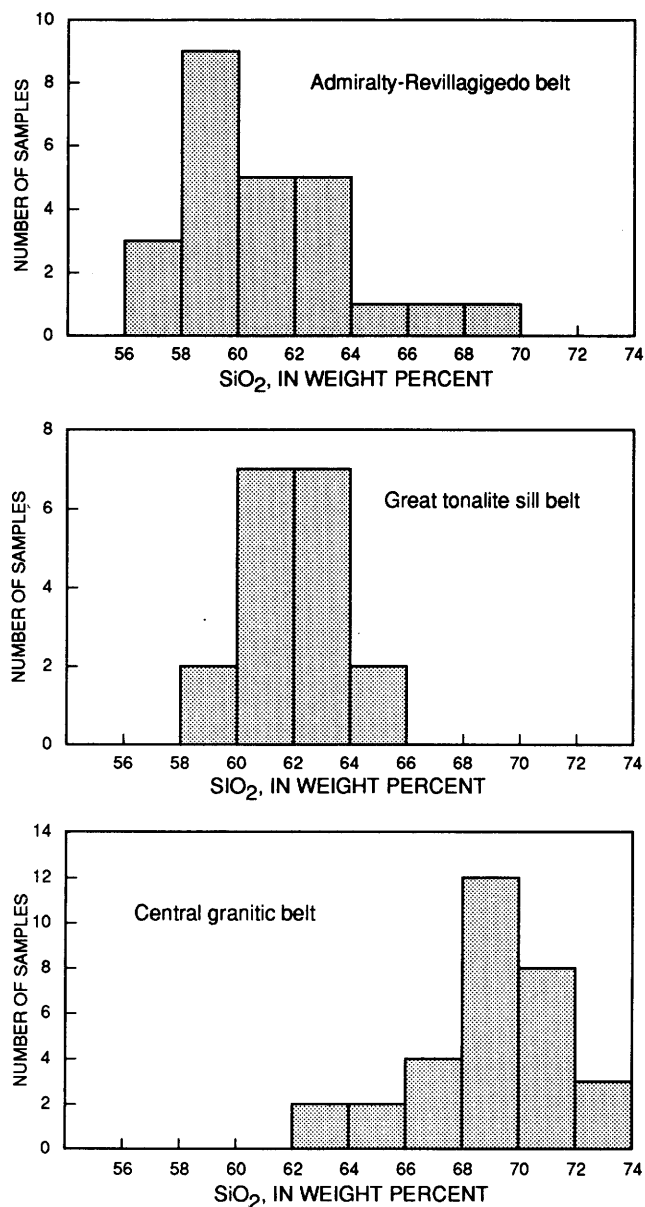 10
8
6
4
2
0
NUMBER OF SAMPLES
Admiralty-Revillagigedo belt
56 58 60 62 64 66 68 70 72 74
SiO2, IN WEIGHT PERCENT
8
6
4
2
0
NUMBER OF SAMPLES
Great tonalite sill belt
56 58 60 62 64 66 68 70 72 74
SIO2, IN WEIGHT PERCENT
14
12
10
8
6
4
2
0
NUMBER OF SAMPLES
Central granitic belt
56 58 60 62 64 66 68 70 72 74
SiO2, IN WEIGHT PERCENT